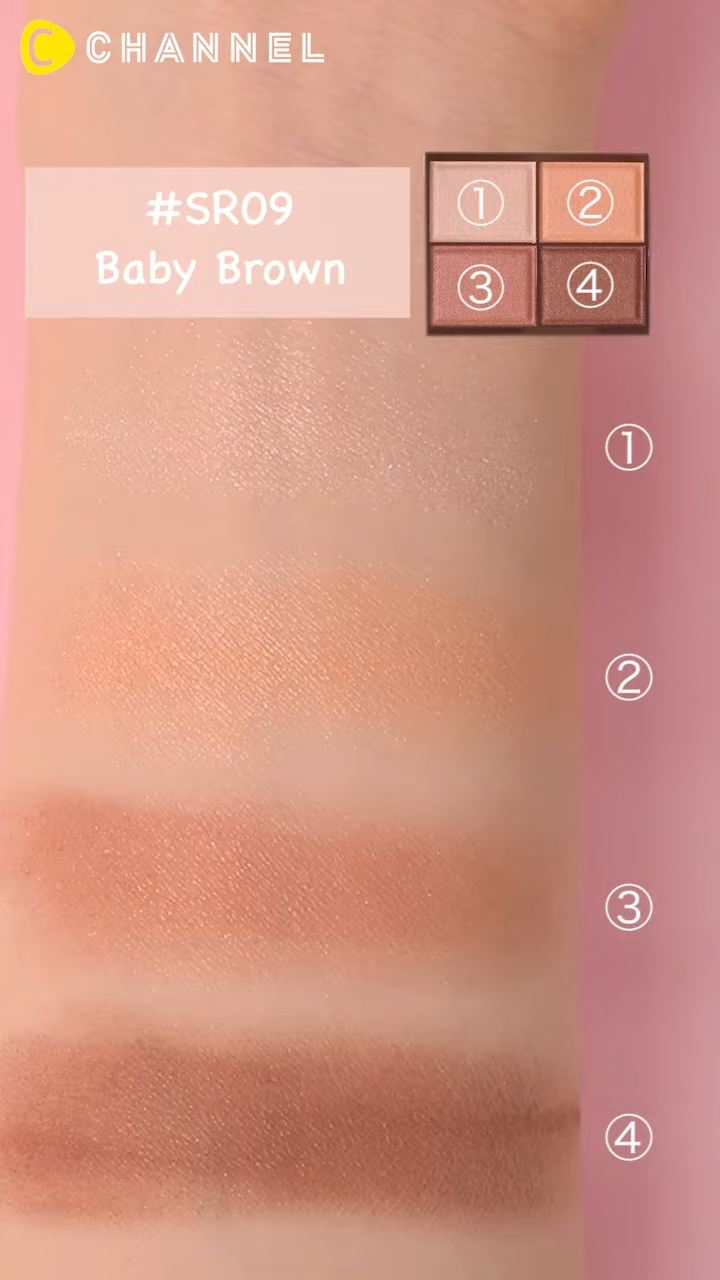 C CHANNEL
#SR09
Baby Brown
① ②
③ ④
①
②
③
④